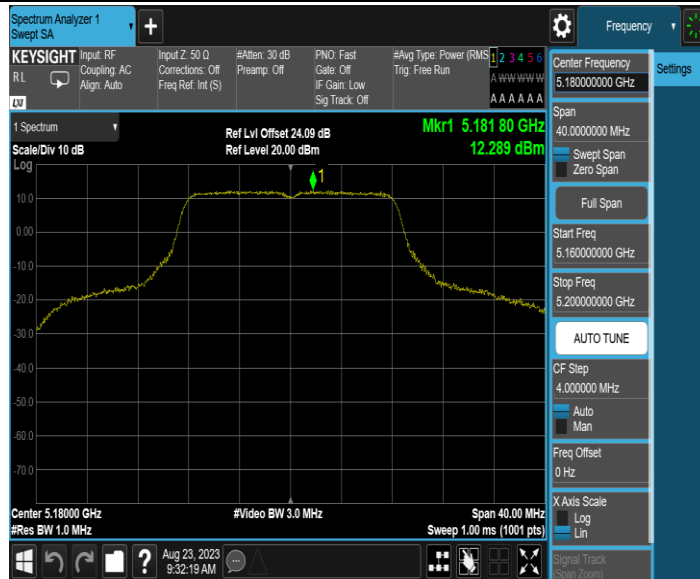 Spectrum Analyzer 1
Swept SA
Frequency
KEYSIGHT
RL
LXI
Input: RF
Coupling: AC
Align: Auto
Input Z: 50 Ω
Corrections: Off
Freq Ref: Int (S)
#Atten: 30 dB
Preamp: Off
PNO: Fast
Gate: Off
IF Gain: Low
Sig Track: Off
#Avg Type: Power (RMS
Trig: Free Run
1 2 3 4 5 6
A W W W W W
A A A A A A
1 Spectrum
Scale/Div 10 dB
Log
Ref Lvl Offset 24.09 dB
Ref Level 20.00 dBm
Mkr1 5.181 80 GHz
12.289 dBm
1
10.0
0.00
-10.0
-20.0
-30.0
-40.0
-50.0
-60.0
-70.0
Center 5.18000 GHz
#Res BW 1.0 MHz
#Video BW 3.0 MHz
Span 40.00 MHz
Sweep 1.00 ms (1001 pts)
Aug 23, 2023
9:32:19 AM
Center Frequency
5.180000000 GHz
Settings
Span
40.0000000 MHz
Swept Span
Zero Span
Full Span
Start Freq
5.160000000 GHz
Stop Freq
5.200000000 GHz
AUTO TUNE
CF Step
4.000000 MHz
Auto
Man
Freq Offset
0 Hz
X Axis Scale
Log
Lin
Signal Track
(Span Zoom)